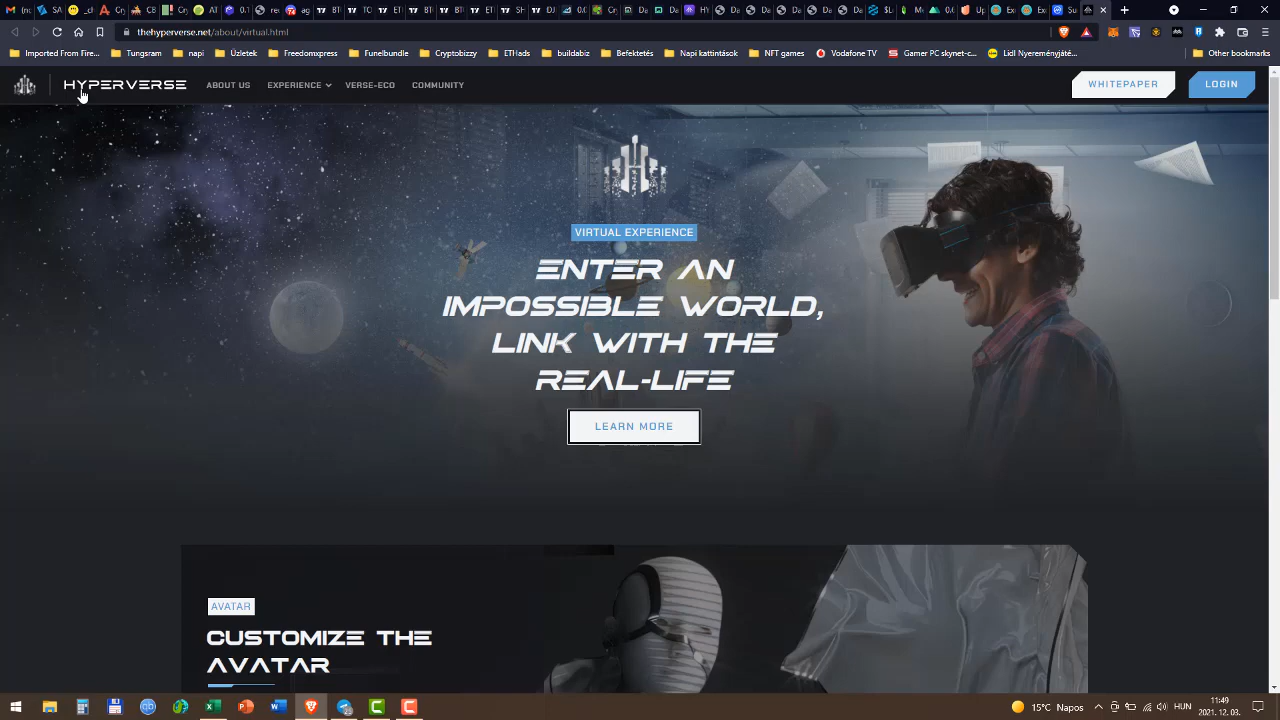 thehyperverse.net/about/virtual.html
Imported From Fire...
Tungsram
napi
Üzletek
Freedomxpress
Fundbundle
Cryptobizzy
ETHads
buildabiz
Befektetés
Napi kattintások
NFT games
Vodafone TV
Gamer PC skynet-c...
Lidl Nyereményjáté...
Other bookmarks
HYPERVERSE
ABOUT US
EXPERIENCE
VERSE-ECO
COMMUNITY
WHITEPAPER
LOGIN
VIRTUAL EXPERIENCE
ENTER AN
IMPOSSIBLE WORLD,
LINK WITH THE
REAL-LIFE
LEARN MORE
AVATAR
CUSTOMIZE THE
AVATAR
15°C Napos
HUN
11:49
2021. 12. 03.